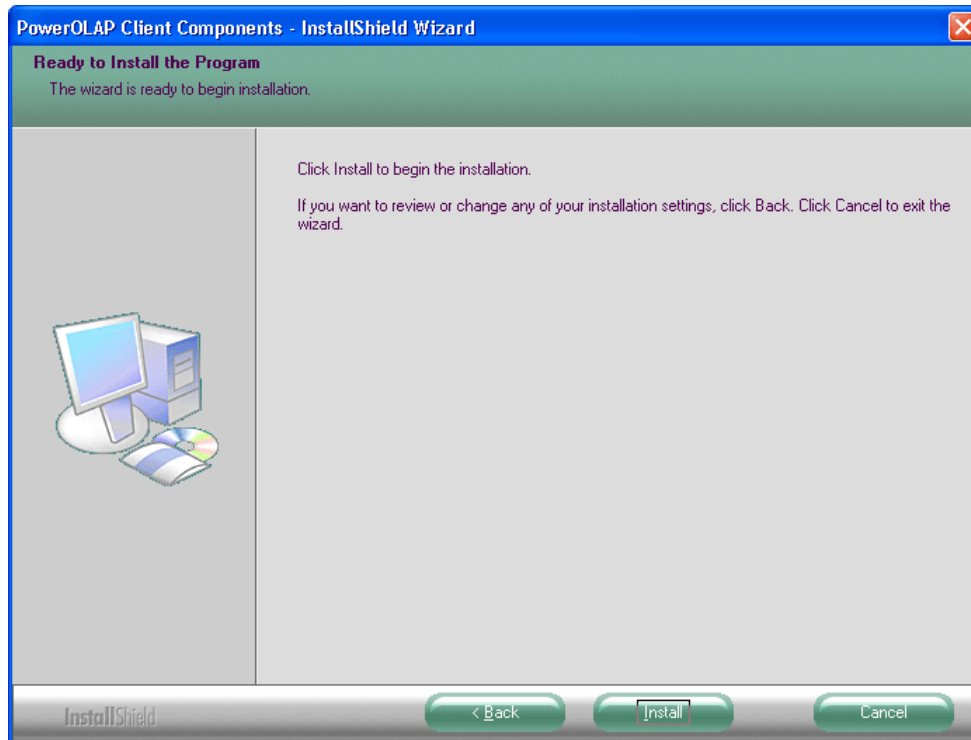 PowerOLAP Client Components - InstallShield Wizard
Ready to Install the Program
The wizard is ready to begin installation.
Click Install to begin the installation.
If you want to review or change any of your installation settings, click Back. Click Cancel to exit the
wizard.
InstallShield
< Back
Install
Cancel